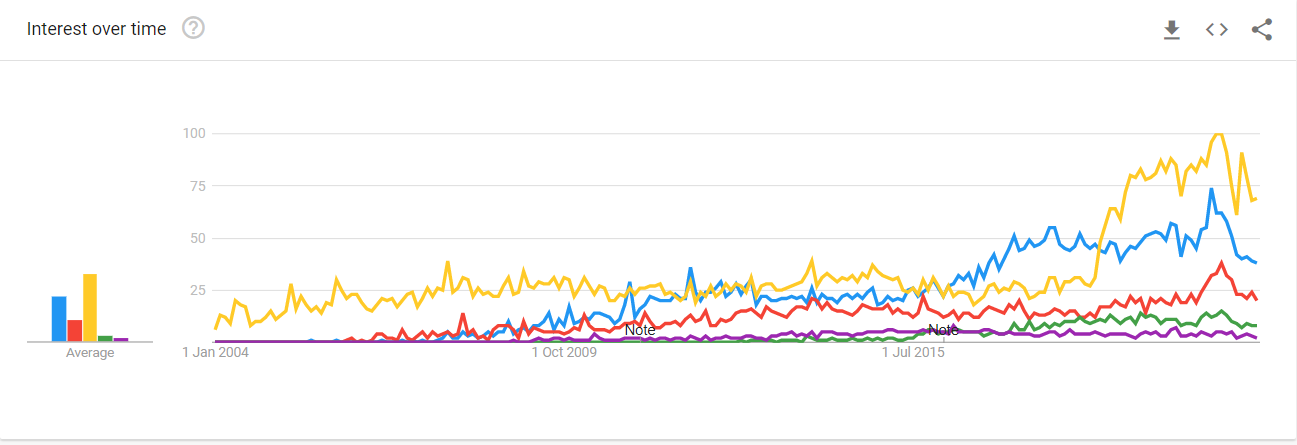 Interest over time ?
100
75
50
25
Note Note
Average 1 Jan 2004 1 Oct 2009 1 Jul 2015